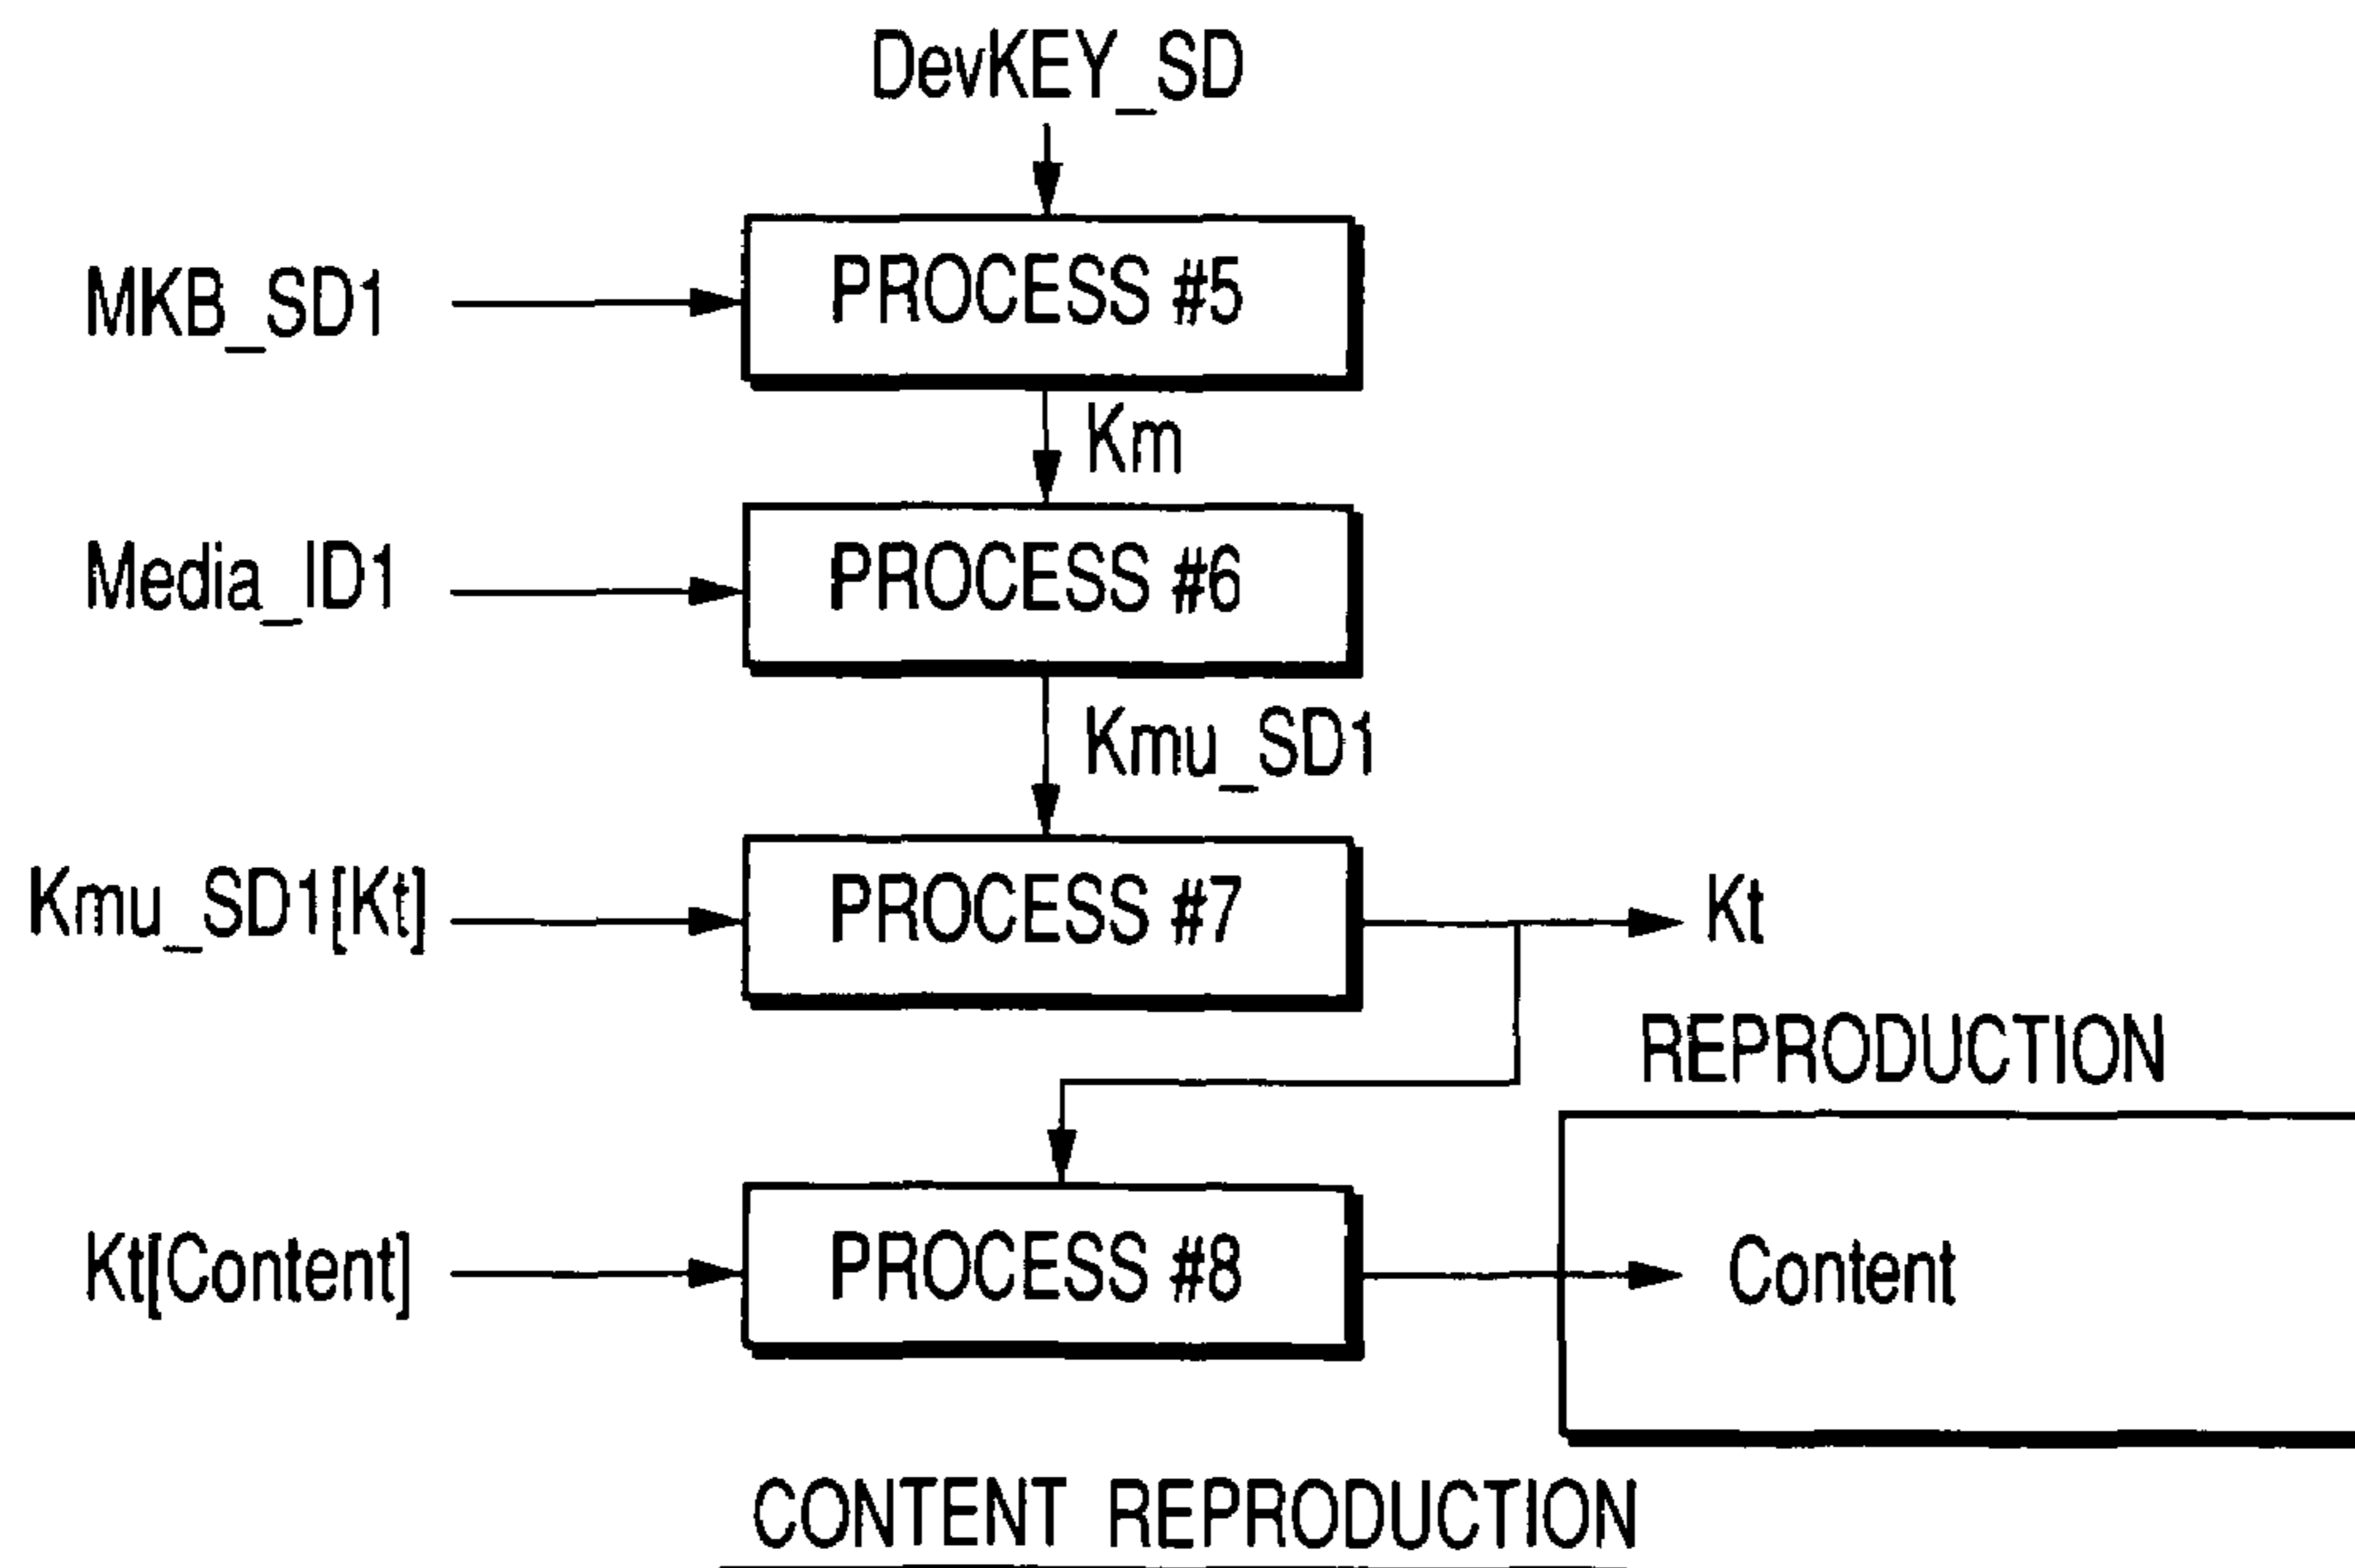 DevKEY_SD
MKB_SD1
PROCESS #5
Km
Media_ID1
PROCESS #6
Kmu_SD1
Kmu_SD1[Kt]
PROCESS #7
Kt
REPRODUCTION
Kt[Content]
PROCESS #8
Content
CONTENT REPRODUCTION